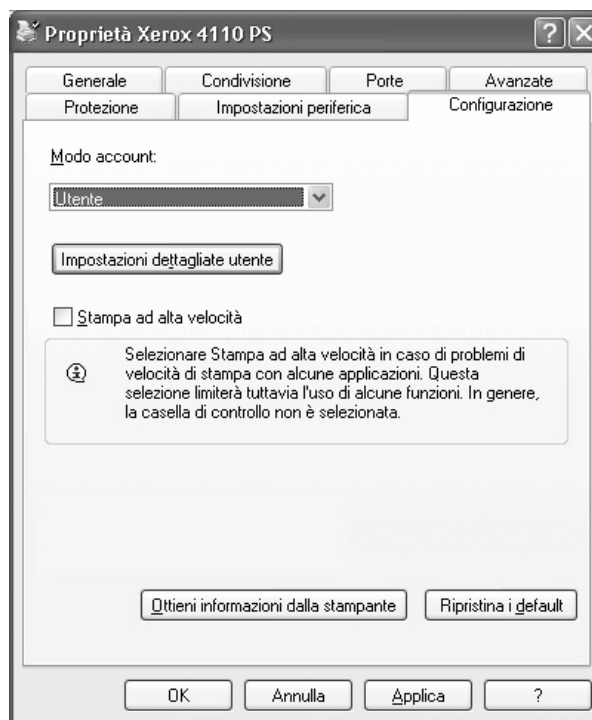 Proprietà Xerox 4110 PS
?
Generale Condivisione Porte Avanzate
Protezione Impostazioni periferica Configurazione
Modo account:
Utente
Impostazioni dettagliate utente
Stampa ad alta velocità
Selezionare Stampa ad alta velocità in caso di problemi di
velocità di stampa con alcune applicazioni. Questa
selezione limiterà tuttavia l'uso di alcune funzioni. In genere,
la casella di controllo non è selezionata.
Ottieni informazioni dalla stampante Ripristina i default
OK Annulla Applica ?